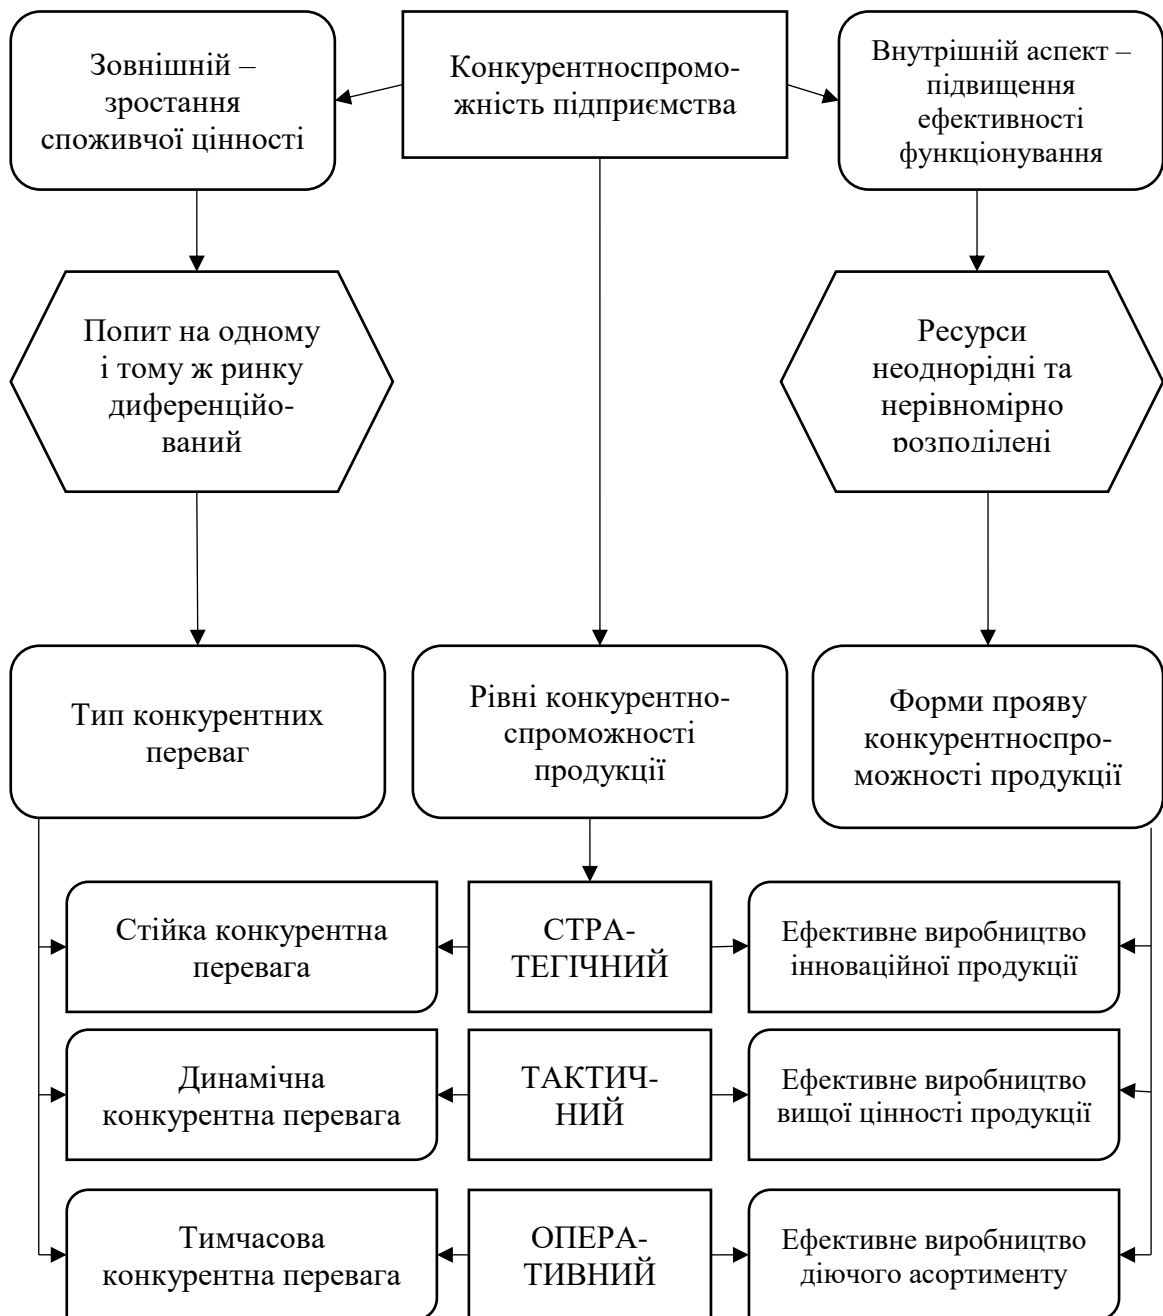 Зовнішній –
зростання
споживчої цінності
Конкурентноспромо-
жність підприємства
Внутрішній аспект –
підвищення
ефективності
функціонування
Попит на одному
і тому ж ринку
диференційо-
ваний
Ресурси
неоднорідні та
нерівномірно
розподілені
Тип конкурентних
переваг
Рівні конкурентно-
спроможності
продукції
Форми прояву
конкурентноспро-
можності продукції
Стійка конкурентна
перевага
СТРА-
ТЕГІЧНИЙ
Ефективне виробництво
інноваційної продукції
Динамічна
конкурентна перевага
ТАКТИЧ-
НИЙ
Ефективне виробництво
вищої цінності продукції
Тимчасова
конкурентна перевага
ОПЕРА-
ТИВНИЙ
Ефективне виробництво
діючого асортименту